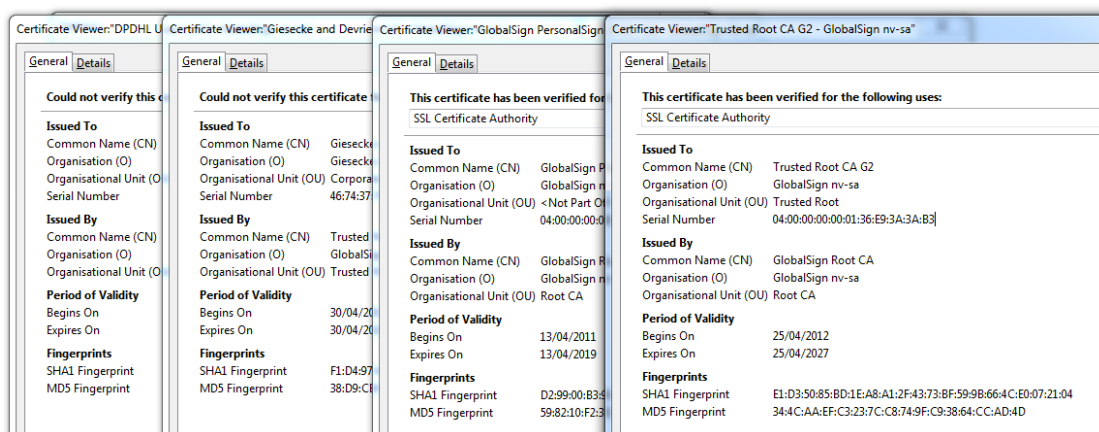 Certificate Viewer:"DPDHL U
General Details
Could not verify this c
Issued To
Common Name (CN)
Organisation (O)
Organisational Unit (O
Serial Number
Issued By
Common Name (CN)
Organisation (O)
Organisational Unit (O
Period of Validity
Begins On
Expires On
Fingerprints
SHA1 Fingerprint
MD5 Fingerprint
Certificate Viewer:"Giesecke and Devrie
General Details
Could not verify this certificate
Issued To
Common Name (CN) Giesecke
Organisation (O) Giesecke
Organisational Unit (OU) Corpora
Serial Number 46:74:37:
Issued By
Common Name (CN) Trusted
Organisation (O) GlobalSi
Organisational Unit (OU) Trusted
Period of Validity
Begins On 30/04/20
Expires On 30/04/20
Fingerprints
SHA1 Fingerprint F1:D4:97
MD5 Fingerprint 38:D9:CE
Certificate Viewer:"GlobalSign PersonalSign
General Details
This certificate has been verified for
SSL Certificate Authority
Issued To
Common Name (CN) GlobalSign P
Organisation (O) GlobalSign n
Organisational Unit (OU) <Not Part Of
Serial Number 04:00:00:00:0
Issued By
Common Name (CN) GlobalSign R
Organisation (O) GlobalSign n
Organisational Unit (OU) Root CA
Period of Validity
Begins On 13/04/2011
Expires On 13/04/2019
Fingerprints
SHA1 Fingerprint D2:99:00:B3:9
MD5 Fingerprint 59:82:10:F2:3
Certificate Viewer:"Trusted Root CA G2 - GlobalSign nv-sa"
General Details
This certificate has been verified for the following uses:
SSL Certificate Authority
Issued To
Common Name (CN) Trusted Root CA G2
Organisation (O) GlobalSign nv-sa
Organisational Unit (OU) Trusted Root
Serial Number 04:00:00:00:00:01:36:E9:3A:3A:B3
Issued By
Common Name (CN) GlobalSign Root CA
Organisation (O) GlobalSign nv-sa
Organisational Unit (OU) Root CA
Period of Validity
Begins On 25/04/2012
Expires On 25/04/2027
Fingerprints
SHA1 Fingerprint E1:D3:50:85:BD:1E:A8:A1:2F:43:73:BF:59:9B:66:4C:E0:07:21:04
MD5 Fingerprint 34:4C:AA:EF:C3:23:7C:C8:74:9F:C9:38:64:CC:AD:4D